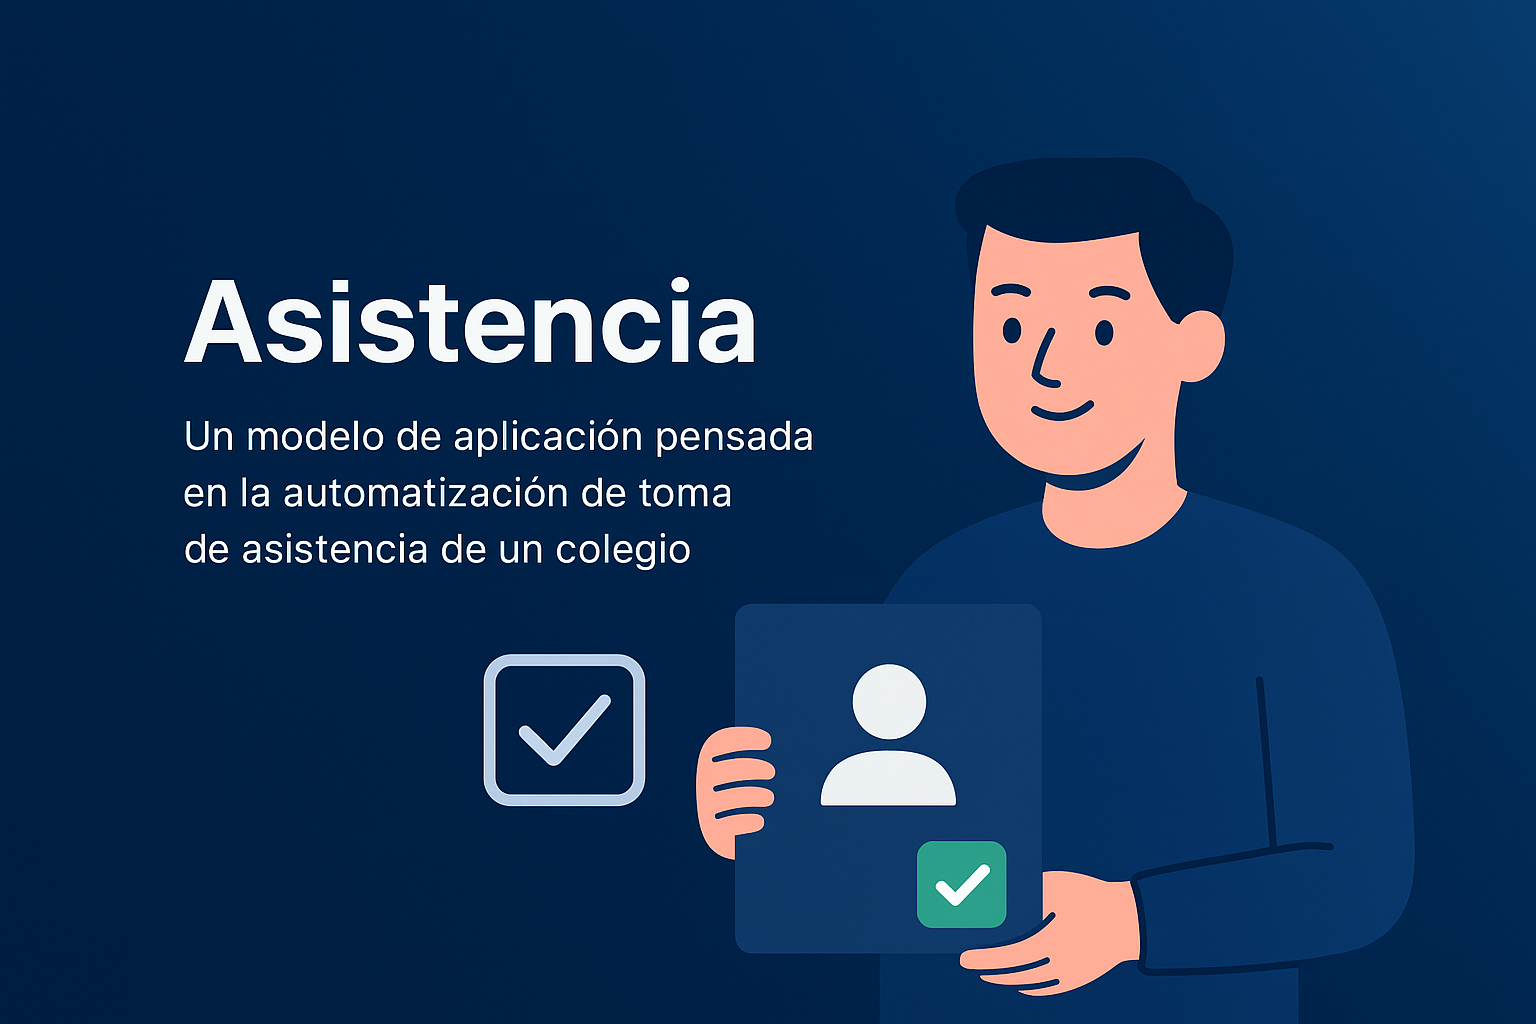 Asistencia
Un modelo de aplicación pensada
en la automatización de toma
de asistencia de un colegio